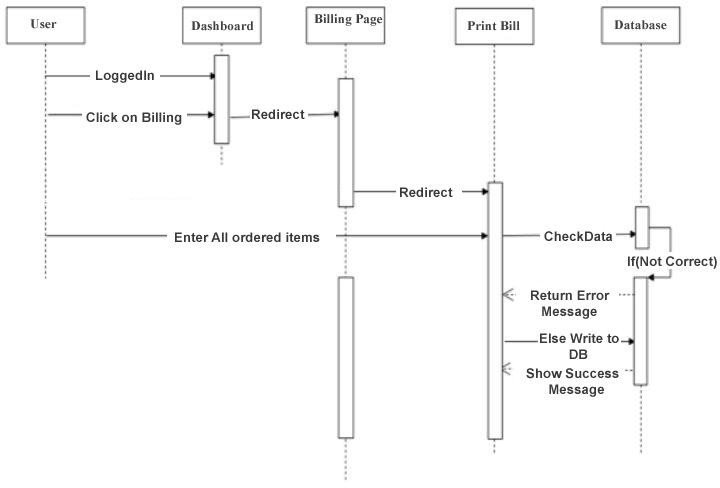 User
Dashboard
Billing Page
Print Bill
Database
LoggedIn
Click on Billing
Redirect
Redirect
Enter All ordered items
CheckData
If(Not Correct)
Return Error
Message
Else Write to
DB
Show Success
Message